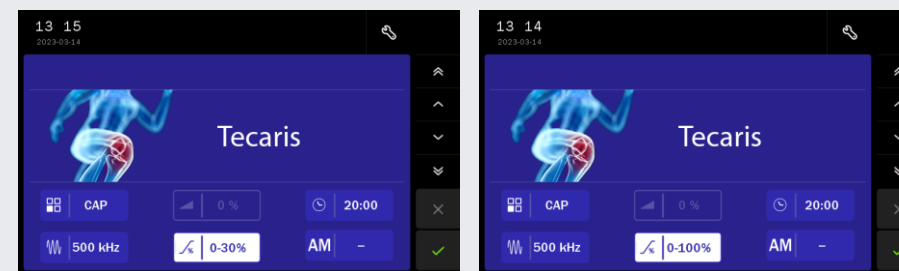 13 15
2023-03-14
Tecaris
CAP
0 %
20:00
500 kHz
% 0-30%
AM –
13 14
2023-03-14
Tecaris
CAP
0 %
20:00
500 kHz
% 0-100%
AM –